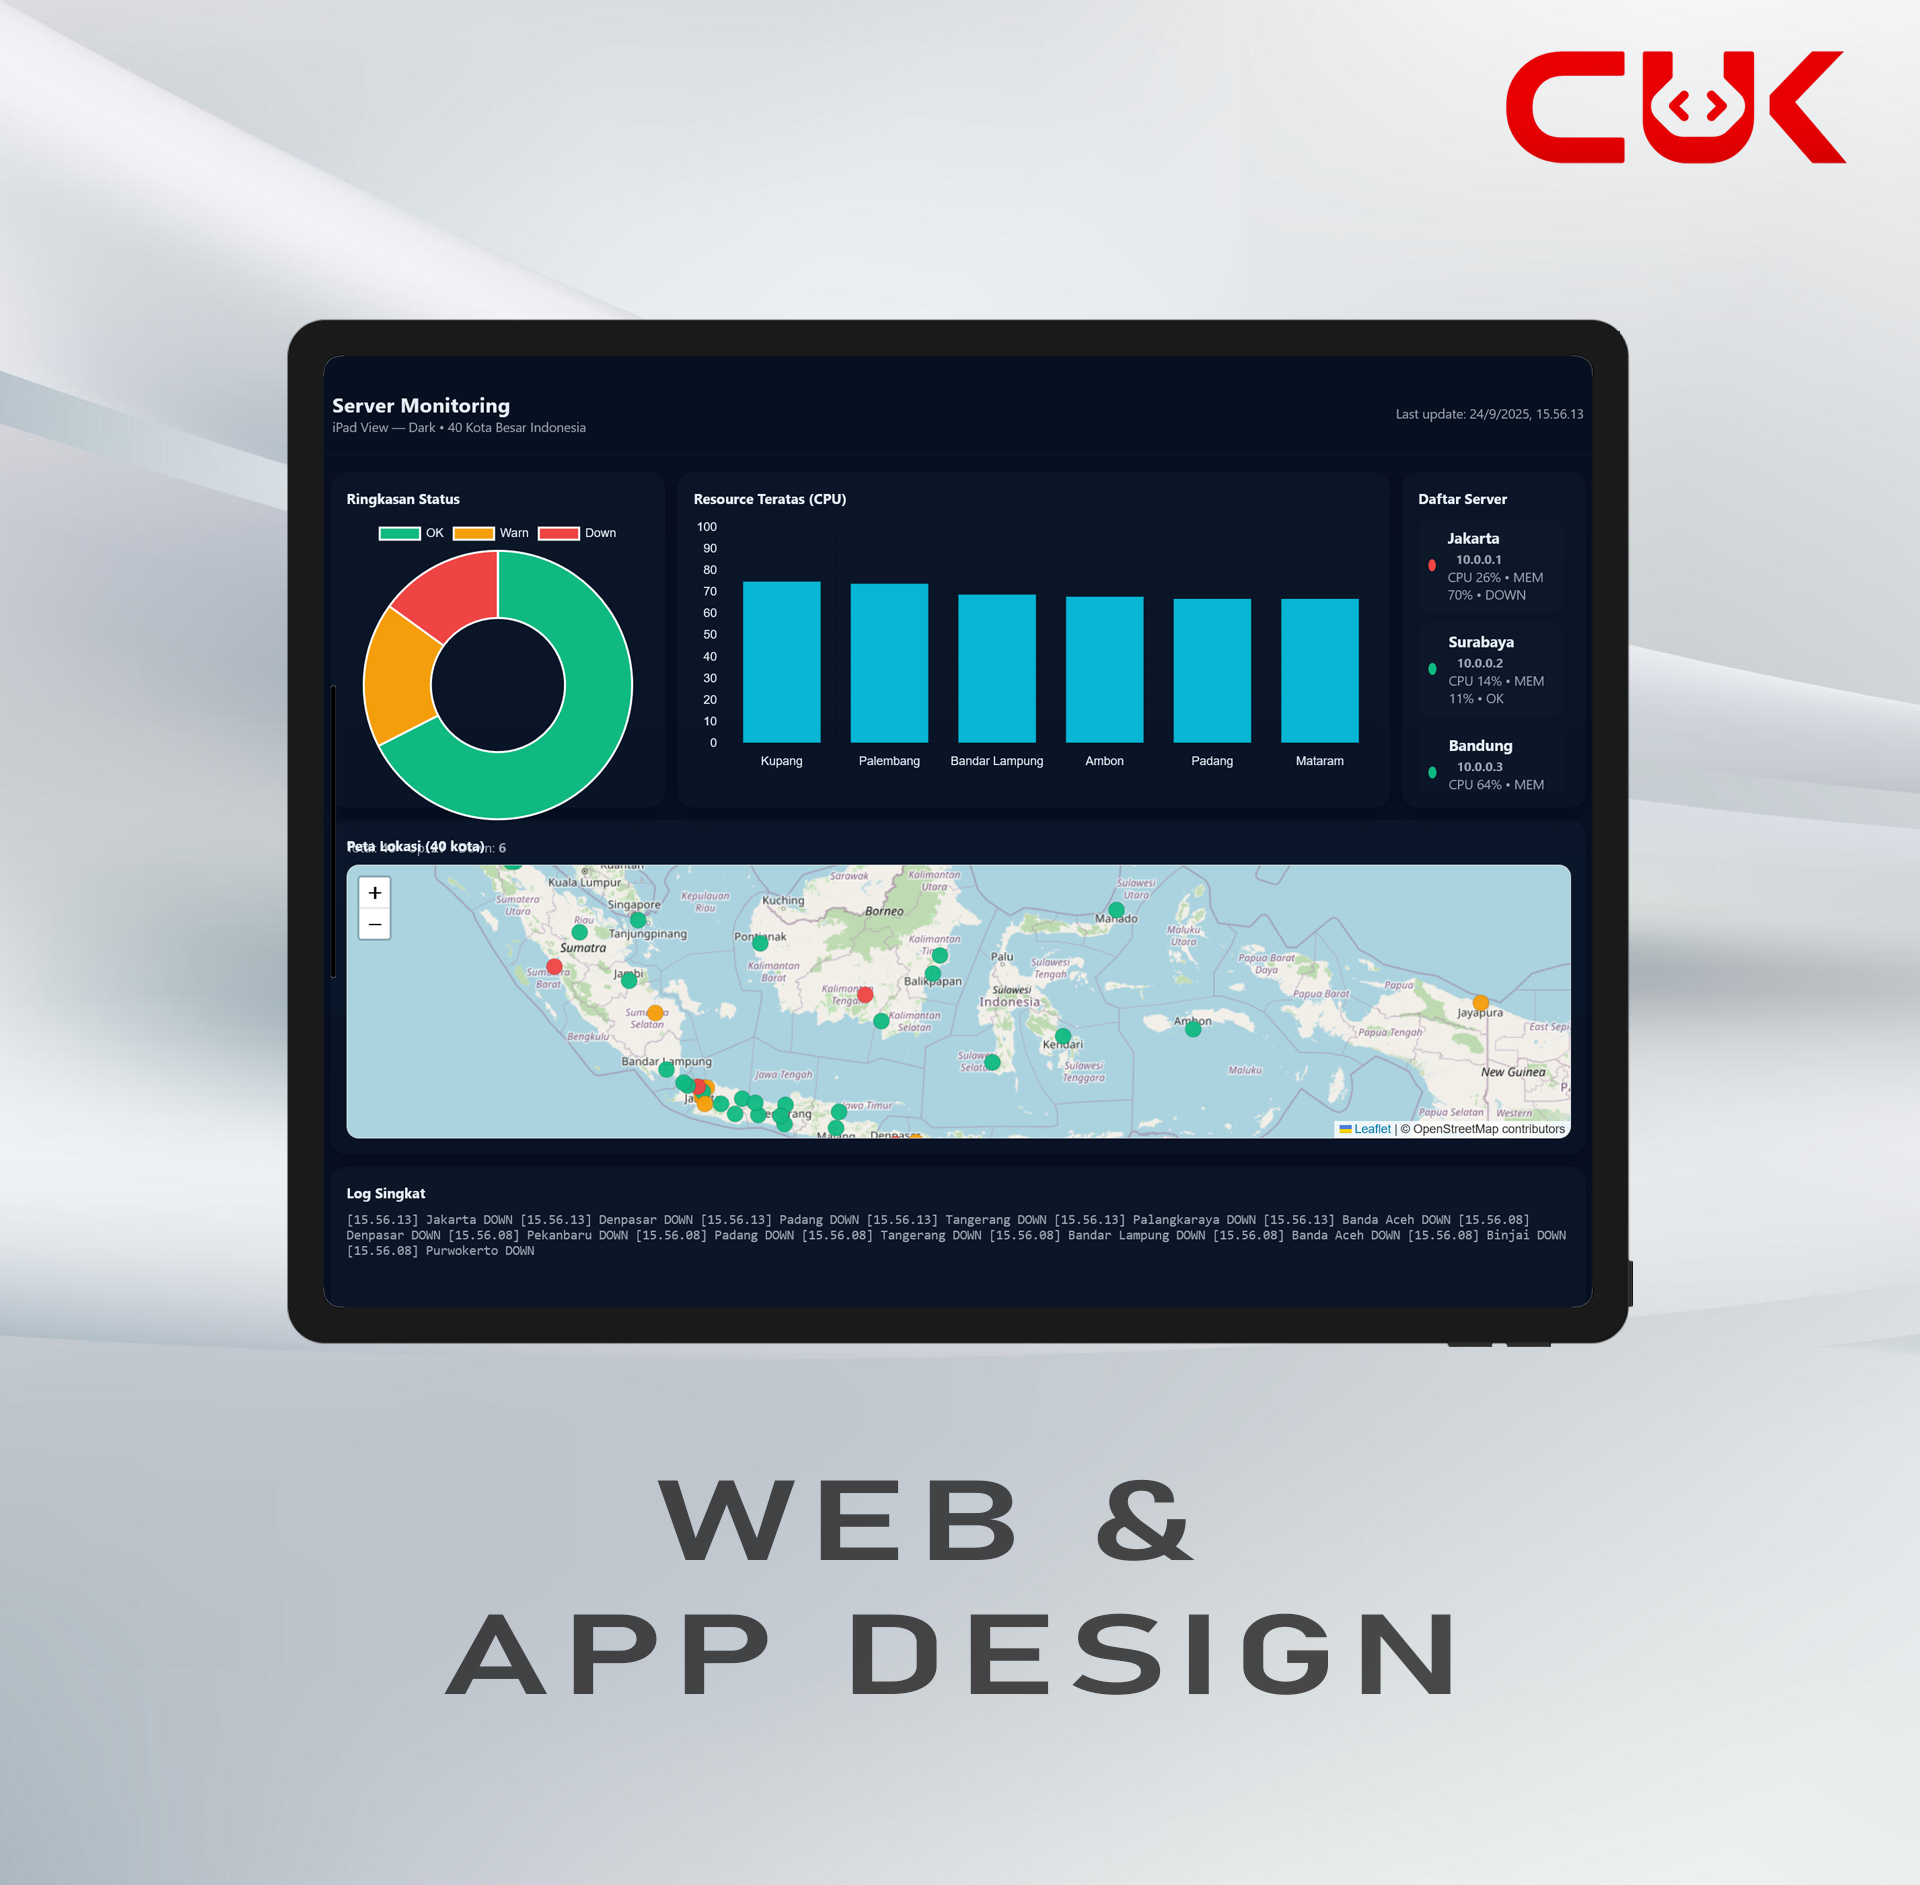 CUK
Server Monitoring
iPad View — Dark • 40 Kota Besar Indonesia
Last update: 24/9/2025, 15.56.13
Ringkasan Status
OK
Warn
Down
Resource Teratas (CPU)
100
90
80
70
60
50
40
30
20
10
0
Kupang
Palembang
Bandar Lampung
Ambon
Padang
Mataram
Daftar Server
Jakarta
10.0.0.1
CPU 26% • MEM
70% • DOWN
Surabaya
10.0.0.2
CPU 14% • MEM
11% • OK
Bandung
10.0.0.3
CPU 64% • MEM
Peta Lokasi (40 kota)
6
+
−
Kuala Lumpur
Sumatera
Utara
Singapore
Riau
Tanjungpinang
Sumatra
Jambi
Barat
Selatan
Bengkulu
Bandar Lampung
Kepulauan
Riau
Kuching
Sarawak
Borneo
Kalimantan
Utara
Pontianak
Kalimantan
Barat
Kalimantan
Balikpapan
Kalimantan
Kalimantan
Selatan
Jawa Tengah
Jawa Timur
Palu
Sulawesi
Tengah
Sulawesi
Indonesia
Kendari
Sulawesi
Tenggara
Sulawesi
Utara
Manado
Maluku
Utara
Ambon
Maluku
Papua Barat
Daya
Papua Barat
Papua
Papua Tengah
Jayapura
New Guinea
Papua Selatan
Western
Leaflet | © OpenStreetMap contributors
Log Singkat
[15.56.13] Jakarta DOWN [15.56.13] Denpasar DOWN [15.56.13] Padang DOWN [15.56.13] Tangerang DOWN [15.56.13] Palangkaraya DOWN [15.56.13] Banda Aceh DOWN [15.56.08]
Denpasar DOWN [15.56.08] Pekanbaru DOWN [15.56.08] Padang DOWN [15.56.08] Tangerang DOWN [15.56.08] Bandar Lampung DOWN [15.56.08] Banda Aceh DOWN [15.56.08] Binjai DOWN
[15.56.08] Purwokerto DOWN
WEB &
APP DESIGN